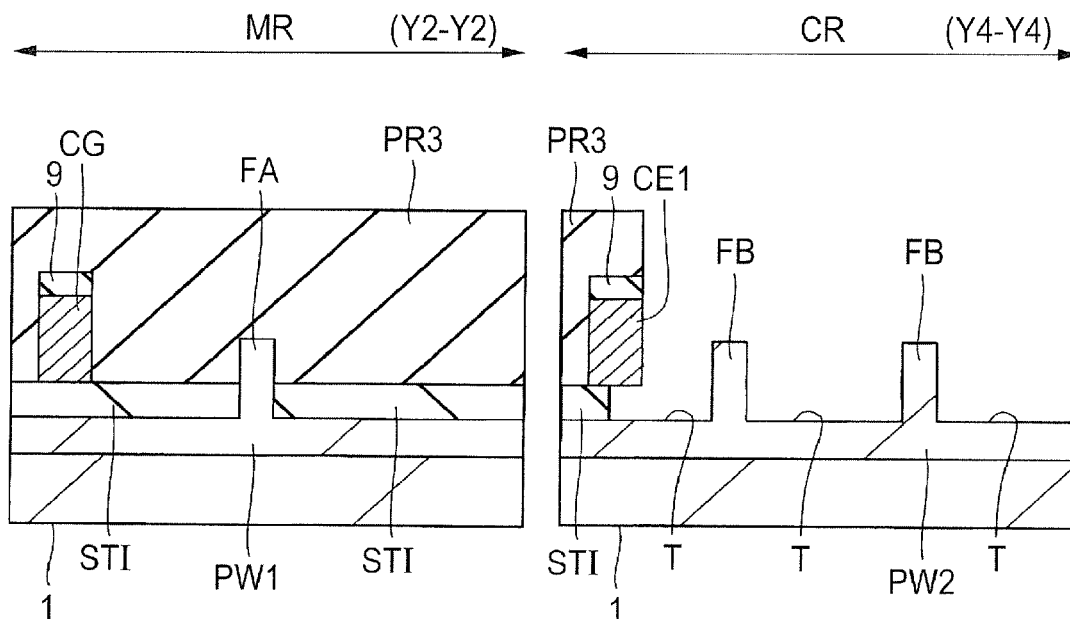 MR (Y2-Y2) CR (Y4-Y4)
CG PR3 PR3
9 FA 9 CE1
FB FB
STI PW1 STI STI T T PW2 T
1 1